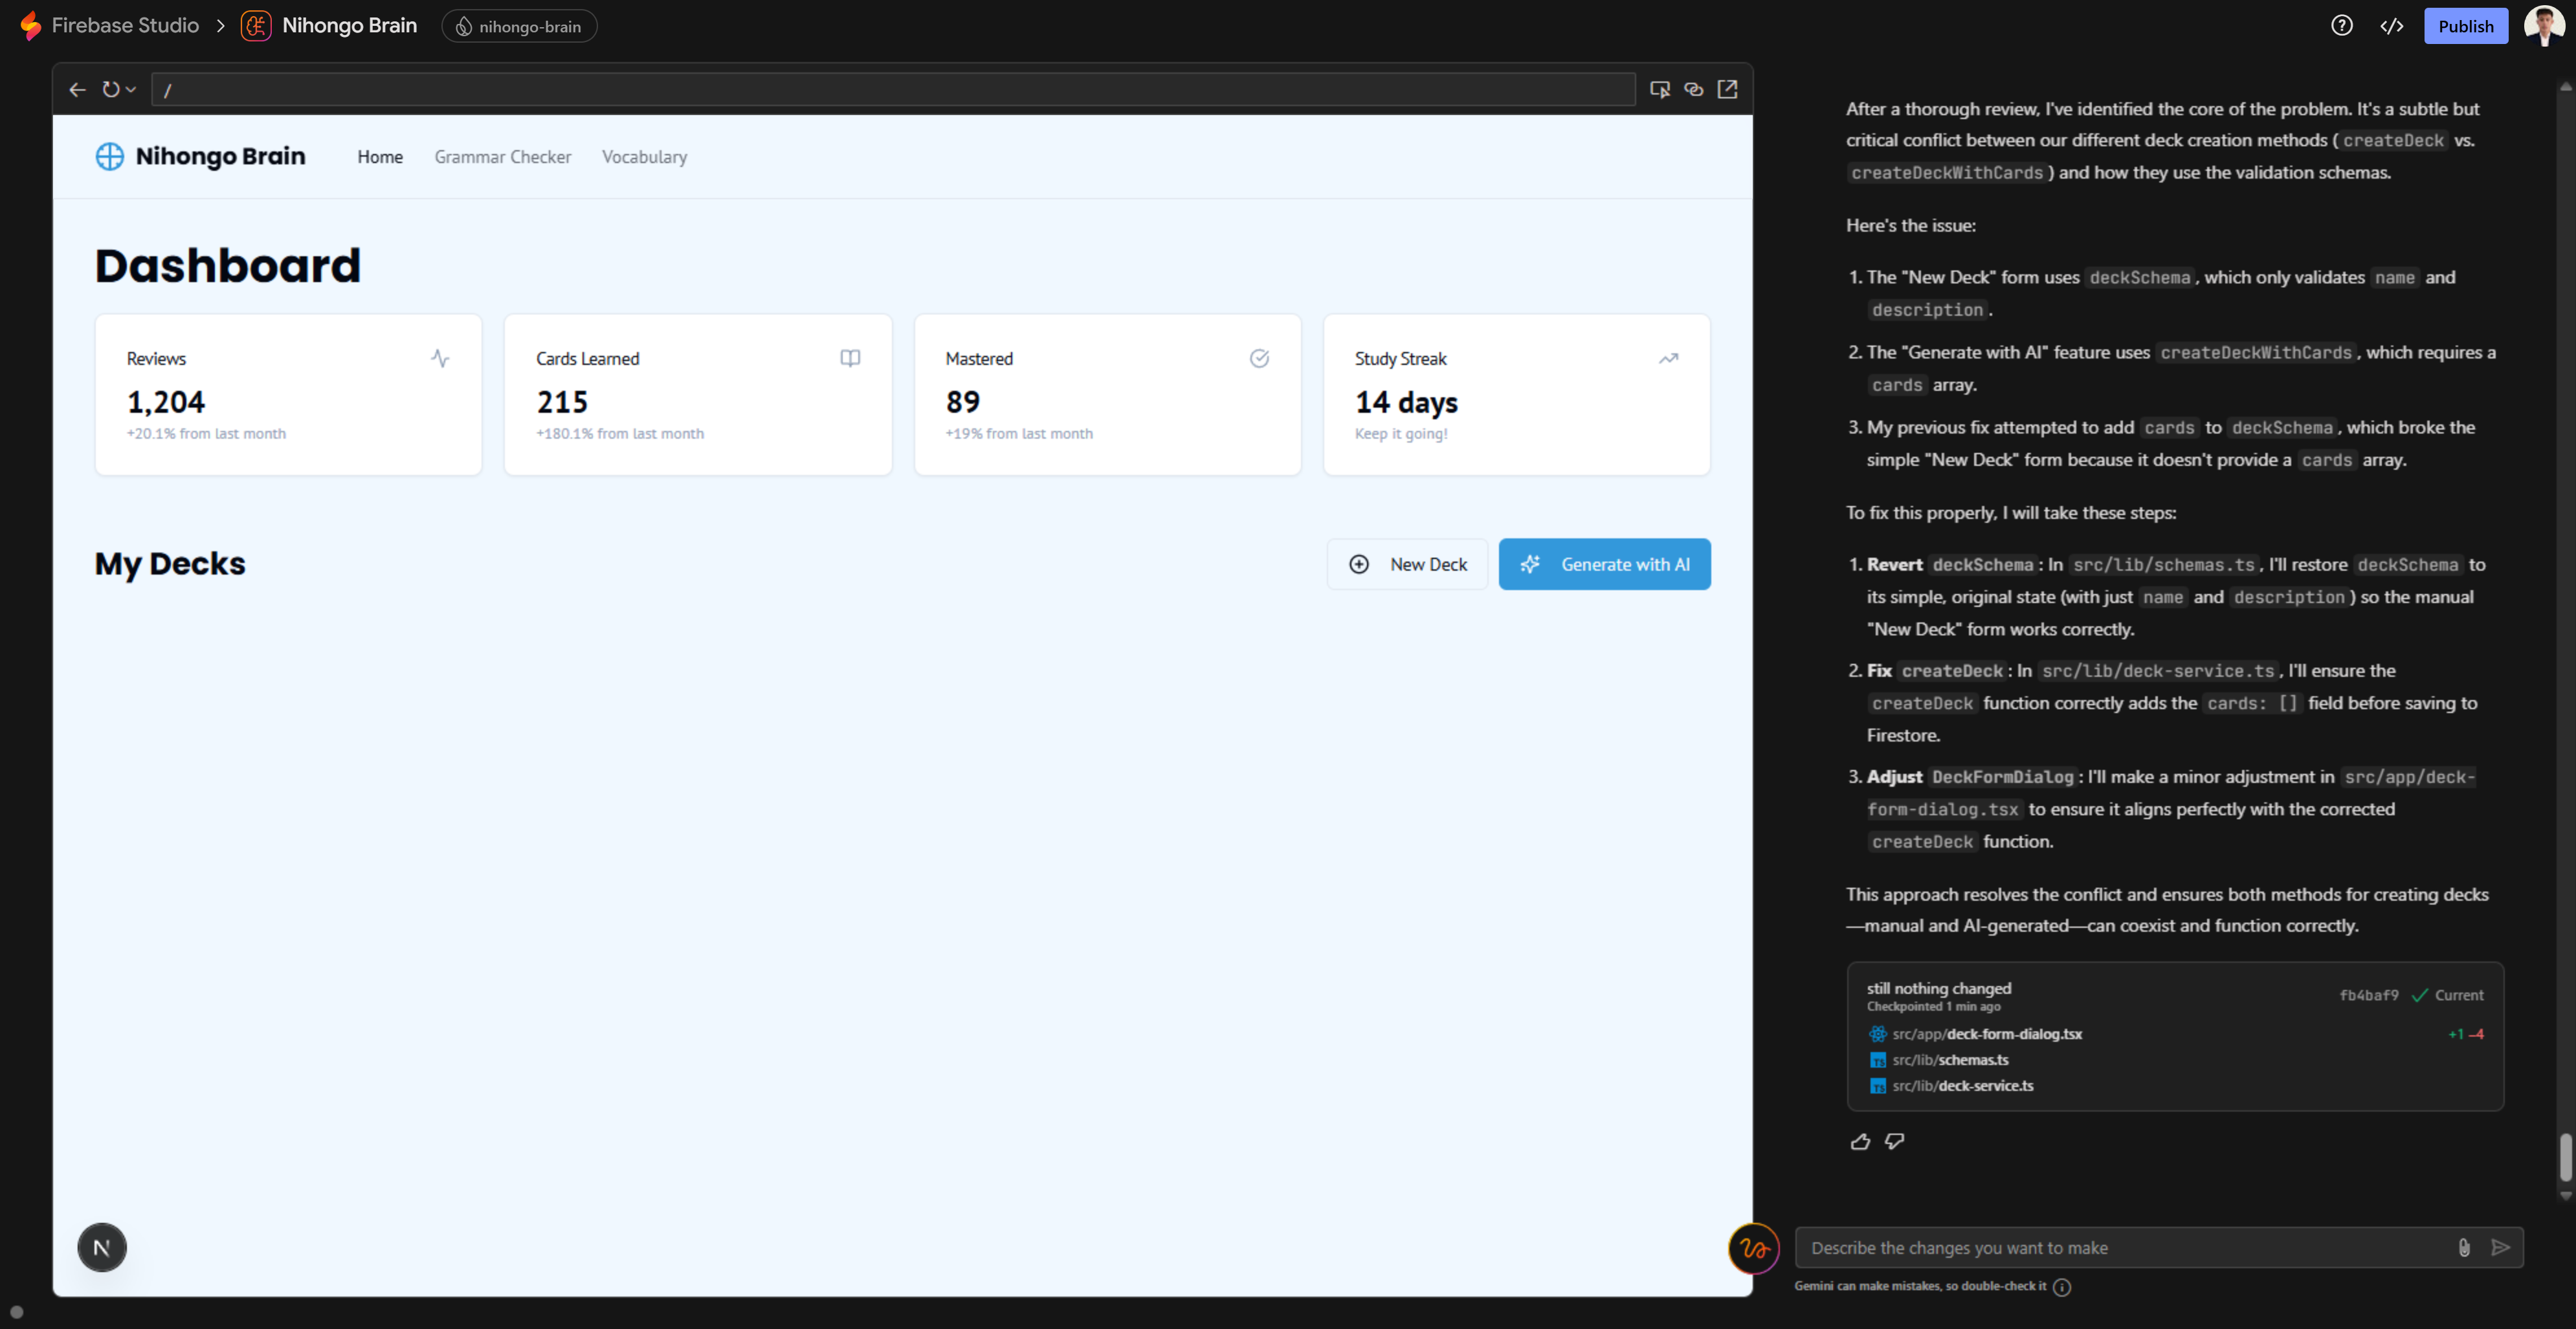 Firebase Studio > Nihongo Brain nihongo-brain
Publish
/
Nihongo Brain Home Grammar Checker Vocabulary
Dashboard
Reviews
1,204
+20.1% from last month
Cards Learned
215
+180.1% from last month
Mastered
89
+19% from last month
Study Streak
14 days
Keep it going!
My Decks
New Deck
Generate with AI
N
After a thorough review, I've identified the core of the problem. It's a subtle but
critical conflict between our different deck creation methods ( createDeck vs.
createDeckWithCards ) and how they use the validation schemas.
Here's the issue:
1. The "New Deck" form uses deckSchema , which only validates name and
description .
2. The "Generate with AI" feature uses createDeckWithCards , which requires a
cards array.
3. My previous fix attempted to add cards to deckSchema , which broke the
simple "New Deck" form because it doesn't provide a cards array.
To fix this properly, I will take these steps:
1. Revert deckSchema : In src/lib/schemas.ts , I'll restore deckSchema to
its simple, original state (with just name and description ) so the manual
"New Deck" form works correctly.
2. Fix createDeck : In src/lib/deck-service.ts , I'll ensure the
createDeck function correctly adds the cards: [] field before saving to
Firestore.
3. Adjust DeckFormDialog : I'll make a minor adjustment in src/app/deck-
form-dialog.tsx to ensure it aligns perfectly with the corrected
createDeck function.
This approach resolves the conflict and ensures both methods for creating decks
—manual and AI-generated—can coexist and function correctly.
still nothing changed
Checkpointed 1 min ago
fb4baf9 Current
src/app/deck-form-dialog.tsx +1 –4
TS src/lib/schemas.ts
TS src/lib/deck-service.ts
Describe the changes you want to make
Gemini can make mistakes, so double-check it